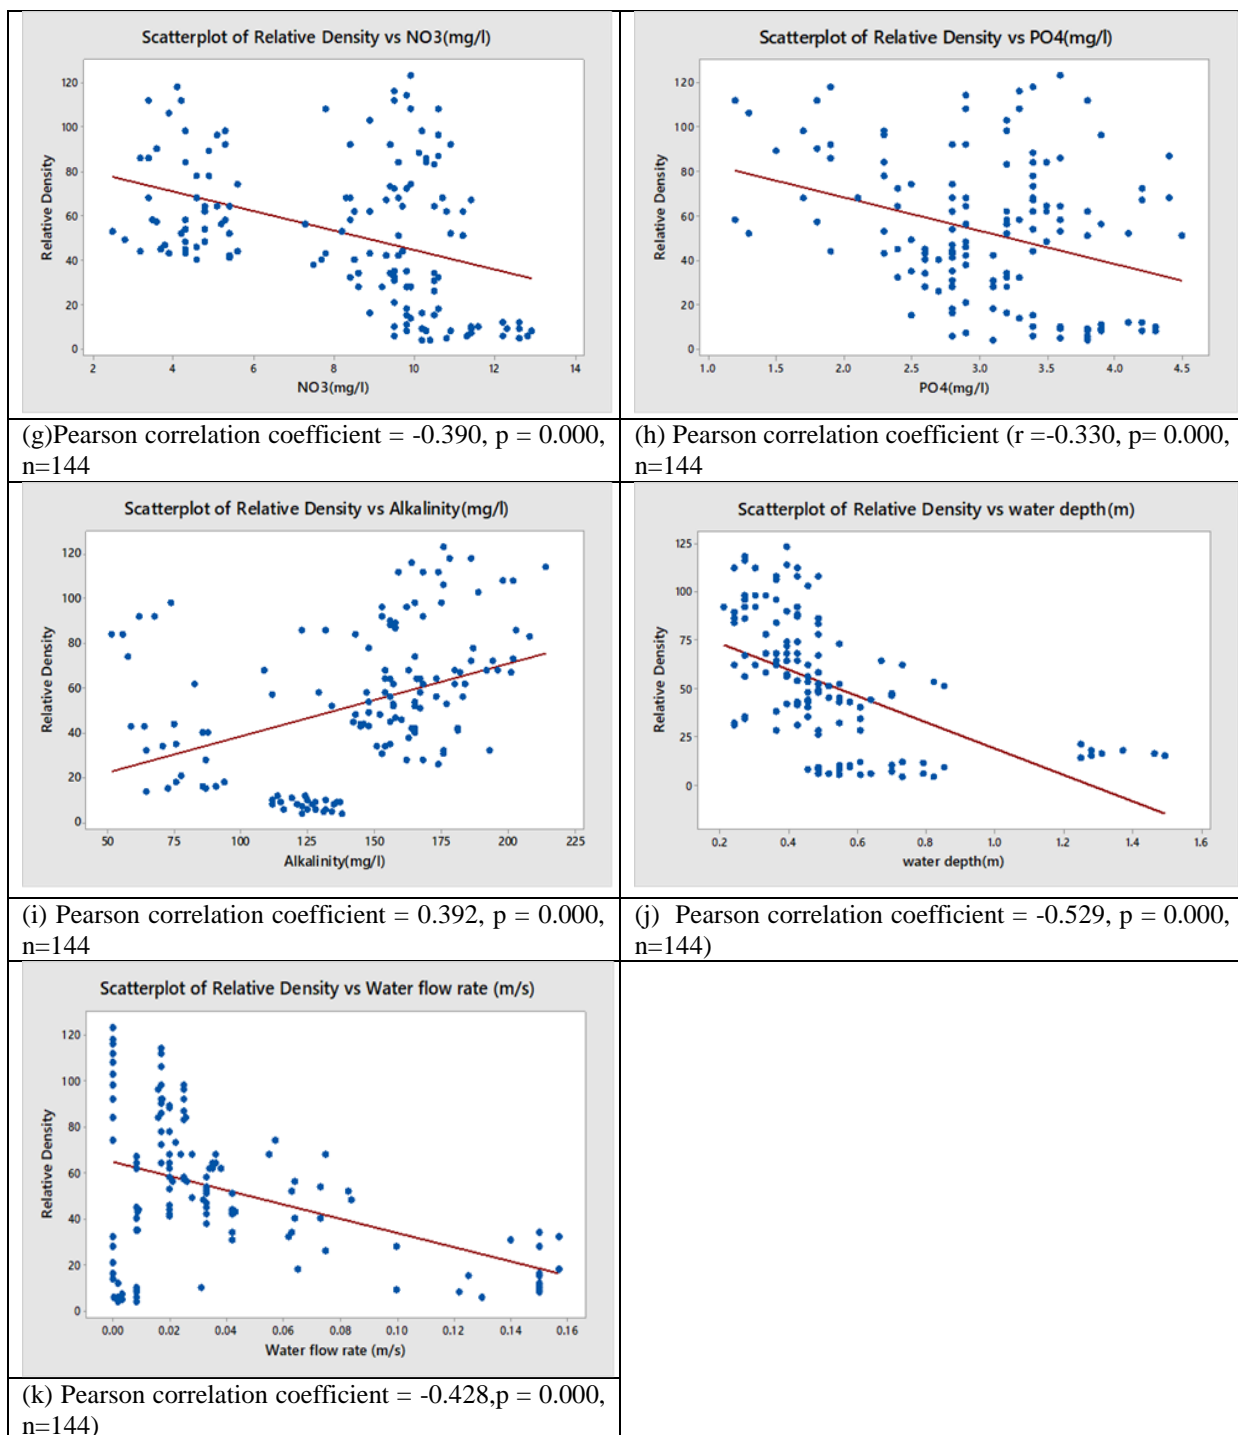 Scatterplot of Relative Density vs NO3(mg/l)
Relative Density
120
100
80
60
40
20
0
2 4 6 8 10 12 14
NO3(mg/l)
Scatterplot of Relative Density vs PO4(mg/l)
Relative Density
120
100
80
60
40
20
0
1.0 1.5 2.0 2.5 3.0 3.5 4.0 4.5
PO4(mg/l)
(g)Pearson correlation coefficient = -0.390, p = 0.000,
n=144
(h) Pearson correlation coefficient (r =-0.330, p= 0.000,
n=144
Scatterplot of Relative Density vs Alkalinity(mg/l)
Relative Density
120
100
80
60
40
20
0
50 75 100 125 150 175 200 225
Alkalinity(mg/l)
Scatterplot of Relative Density vs water depth(m)
Relative Density
125
100
75
50
25
0
0.2 0.4 0.6 0.8 1.0 1.2 1.4 1.6
water depth(m)
(i) Pearson correlation coefficient = 0.392, p = 0.000,
n=144
(j) Pearson correlation coefficient = -0.529, p = 0.000,
n=144)
Scatterplot of Relative Density vs Water flow rate (m/s)
Relative Density
120
100
80
60
40
20
0
0.00 0.02 0.04 0.06 0.08 0.10 0.12 0.14 0.16
Water flow rate (m/s)
(k) Pearson correlation coefficient = -0.428,p = 0.000,
n=144)